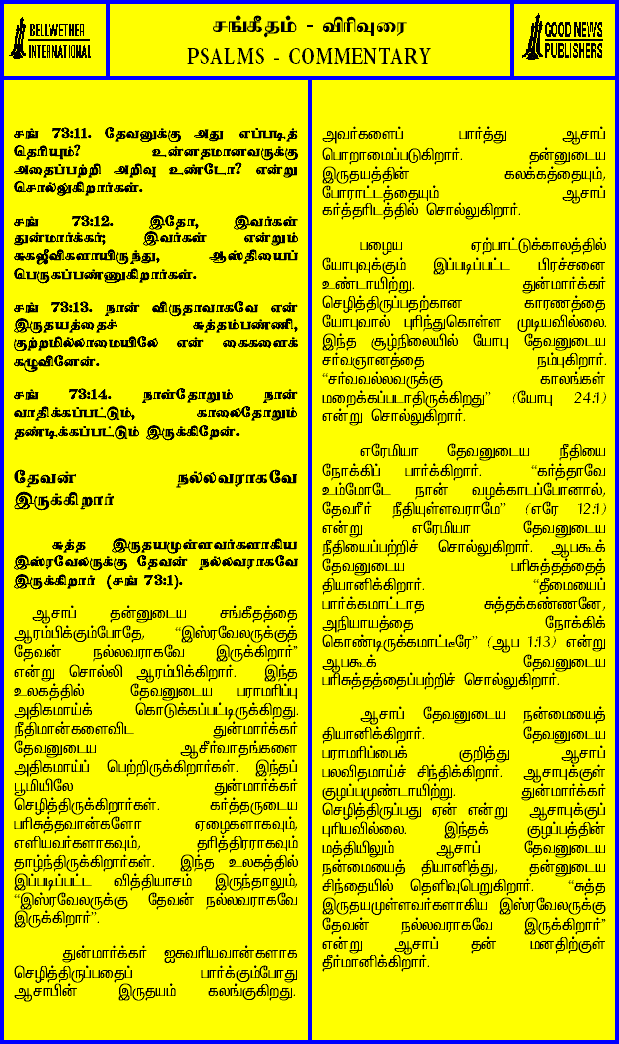 BELLWETHER
INTERNATIONAL
சங்கீதம் - விரிவுரை
PSALMS - COMMENTARY
GOOD NEWS
PUBLISHERS
சங் 73:11. தேவனுக்கு அது எப்படித்
தெரியும்? உன்னதமானவருக்கு
அதைப்பற்றி அறிவு உண்டோ? என்று
சொல்லுகிறார்கள்.
சங் 73:12. இதோ, இவர்கள்
துன்மார்க்கர்; இவர்கள் என்றும்
சுகஜீவிகளாயிருந்து, ஆஸ்தியைப்
பெருகப்பண்ணுகிறார்கள்.
சங் 73:13. நான் விருதாவாகவே என்
இருதயத்தைச் சுத்தம்பண்ணி,
குற்றமில்லாமையிலே என் கைகளைக்
கழுவினேன்.
சங் 73:14. நாள்தோறும் நான்
வாதிக்கப்பட்டும், காலைதோறும்
தண்டிக்கப்பட்டும் இருக்கிறேன்.
தேவன் நல்லவராகவே
இருக்கிறார்
சுத்த இருதயமுள்ளவர்களாகிய
இஸ்ரவேலருக்கு தேவன் நல்லவராகவே
இருக்கிறார் (சங் 73:1).
ஆசாப் தன்னுடைய சங்கீதத்தை
ஆரம்பிக்கும்போதே, "இஸ்ரவேலருக்குத்
தேவன் நல்லவராகவே இருக்கிறார்"
என்று சொல்லி ஆரம்பிக்கிறார். இந்த
உலகத்தில் தேவனுடைய பராமரிப்பு
அதிகமாய்க் கொடுக்கப்பட்டிருக்கிறது.
நீதிமான்களைவிட துன்மார்க்கர்
தேவனுடைய ஆசீர்வாதங்களை
அதிகமாய்ப் பெற்றிருக்கிறார்கள். இந்தப்
பூமியிலே துன்மார்க்கர்
செழித்திருக்கிறார்கள். கர்த்தருடைய
பரிசுத்தவான்களோ ஏழைகளாகவும்,
எளியவர்களாகவும், தரித்திரராகவும்
தாழ்ந்திருக்கிறார்கள். இந்த உலகத்தில்
இப்படிப்பட்ட வித்தியாசம் இருந்தாலும்,
"இஸ்ரவேலருக்கு தேவன் நல்லவராகவே
இருக்கிறார்".
துன்மார்க்கர் ஐசுவரியவான்களாக
செழித்திருப்பதைப் பார்க்கும்போது
ஆசாபின் இருதயம் கலங்குகிறது.
அவர்களைப் பார்த்து ஆசாப்
பொறாமைப்படுகிறார். தன்னுடைய
இருதயத்தின் கலக்கத்தையும்,
போராட்டத்தையும் ஆசாப்
கர்த்தரிடத்தில் சொல்லுகிறார்.
பழைய ஏற்பாட்டுக்காலத்தில்
யோபுவுக்கும் இப்படிப்பட்ட பிரச்சனை
உண்டாயிற்று. துன்மார்க்கர்
செழித்திருப்பதற்கான காரணத்தை
யோபுவால் புரிந்துகொள்ள முடியவில்லை.
இந்த சூழ்நிலையில் யோபு தேவனுடைய
சர்வஞானத்தை நம்புகிறார்.
"சர்வவல்லவருக்கு காலங்கள்
மறைக்கப்படாதிருக்கிறது" (யோபு 24:1)
என்று சொல்லுகிறார்.
எரேமியா தேவனுடைய நீதியை
நோக்கிப் பார்க்கிறார். "கர்த்தாவே
உம்மோடே நான் வழக்காடப்போனால்,
தேவரீர் நீதியுள்ளவராமே" (எரே 12:1)
என்று எரேமியா தேவனுடைய
நீதியைப்பற்றிச் சொல்லுகிறார். ஆபகூக்
தேவனுடைய பரிசுத்தத்தைத்
தியானிக்கிறார். "தீமையைப்
பார்க்கமாட்டாத சுத்தக்கண்ணனே,
அநியாயத்தை நோக்கிக்
கொண்டிருக்கமாட்டீரே" (ஆப 1:13) என்று
ஆபகூக் தேவனுடைய
பரிசுத்தத்தைப்பற்றிச் சொல்லுகிறார்.
ஆசாப் தேவனுடைய நன்மையைத்
தியானிக்கிறார். தேவனுடைய
பராமரிப்பைக் குறித்து ஆசாப்
பலவிதமாய்ச் சிந்திக்கிறார். ஆசாபுக்குள்
குழப்பமுண்டாயிற்று. துன்மார்க்கர்
செழித்திருப்பது ஏன் என்று ஆசாபுக்குப்
புரியவில்லை. இந்தக் குழப்பத்தின்
மத்தியிலும் ஆசாப் தேவனுடைய
நன்மையைத் தியானித்து, தன்னுடைய
சிந்தையில் தெளிவுபெறுகிறார். "சுத்த
இருதயமுள்ளவர்களாகிய இஸ்ரவேலருக்கு
தேவன் நல்லவராகவே இருக்கிறார்"
என்று ஆசாப் தன் மனதிற்குள்
தீர்மானிக்கிறார்.